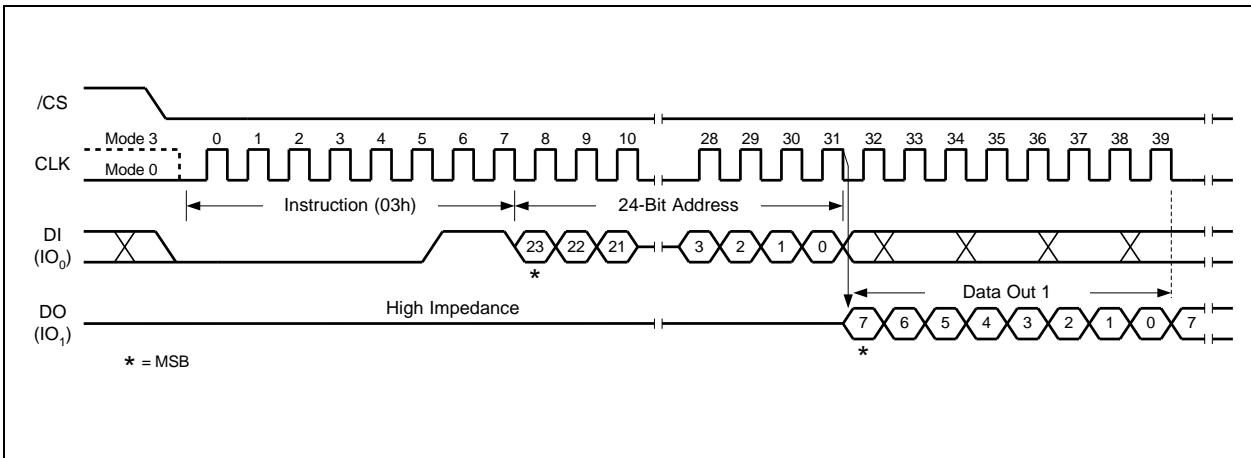 /CS
Mode 3 0 1 2 3 4 5 6 7 8 9 10 28 29 30 31 32 33 34 35 36 37 38 39
CLK
Mode 0
Instruction (03h) 24-Bit Address
DI
(IO0)
23 22 21 3 2 1 0
*
Data Out 1
DO
(IO1)
High Impedance
7 6 5 4 3 2 1 0 7
*
* = MSB